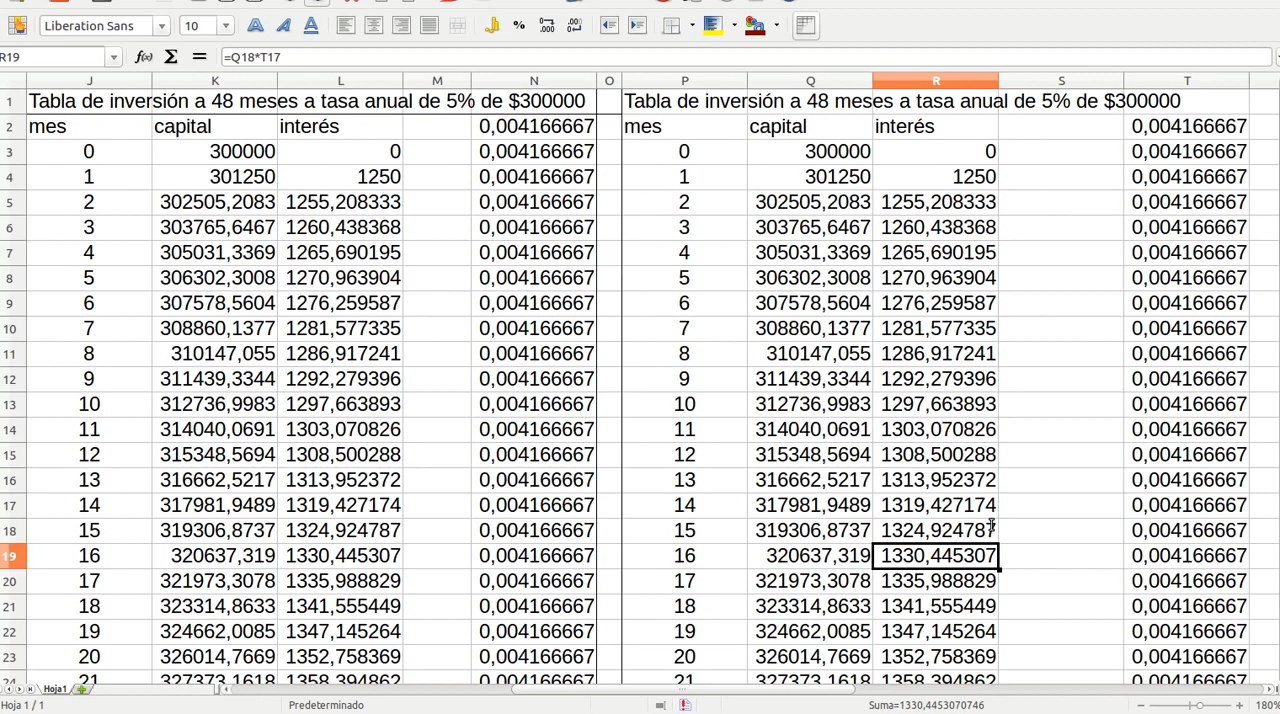 Liberation Sans 10
R19 =Q18*T17
J K L M N O P Q R S T
1 Tabla de inversión a 48 meses a tasa anual de 5% de $300000 Tabla de inversión a 48 meses a tasa anual de 5% de $300000
2 mes capital interés 0,004166667 mes capital interés 0,004166667
3 0 300000 0 0,004166667 0 300000 0 0,004166667
4 1 301250 1250 0,004166667 1 301250 1250 0,004166667
5 2 302505,2083 1255,208333 0,004166667 2 302505,2083 1255,208333 0,004166667
6 3 303765,6467 1260,438368 0,004166667 3 303765,6467 1260,438368 0,004166667
7 4 305031,3369 1265,690195 0,004166667 4 305031,3369 1265,690195 0,004166667
8 5 306302,3008 1270,963904 0,004166667 5 306302,3008 1270,963904 0,004166667
9 6 307578,5604 1276,259587 0,004166667 6 307578,5604 1276,259587 0,004166667
10 7 308860,1377 1281,577335 0,004166667 7 308860,1377 1281,577335 0,004166667
11 8 310147,055 1286,917241 0,004166667 8 310147,055 1286,917241 0,004166667
12 9 311439,3344 1292,279396 0,004166667 9 311439,3344 1292,279396 0,004166667
13 10 312736,9983 1297,663893 0,004166667 10 312736,9983 1297,663893 0,004166667
14 11 314040,0691 1303,070826 0,004166667 11 314040,0691 1303,070826 0,004166667
15 12 315348,5694 1308,500288 0,004166667 12 315348,5694 1308,500288 0,004166667
16 13 316662,5217 1313,952372 0,004166667 13 316662,5217 1313,952372 0,004166667
17 14 317981,9489 1319,427174 0,004166667 14 317981,9489 1319,427174 0,004166667
18 15 319306,8737 1324,924787 0,004166667 15 319306,8737 1324,924787 0,004166667
19 16 320637,319 1330,445307 0,004166667 16 320637,319 1330,445307 0,004166667
20 17 321973,3078 1335,988829 0,004166667 17 321973,3078 1335,988829 0,004166667
21 18 323314,8633 1341,555449 0,004166667 18 323314,8633 1341,555449 0,004166667
22 19 324662,0085 1347,145264 0,004166667 19 324662,0085 1347,145264 0,004166667
23 20 326014,7669 1352,758369 0,004166667 20 326014,7669 1352,758369 0,004166667
24 21 327373,1618 1358,394862 0,004166667 21 327373,1618 1358,394862 0,004166667
Hoja1
Hoja 1 / 1 Predeterminado Suma=1330,4453070746 180%